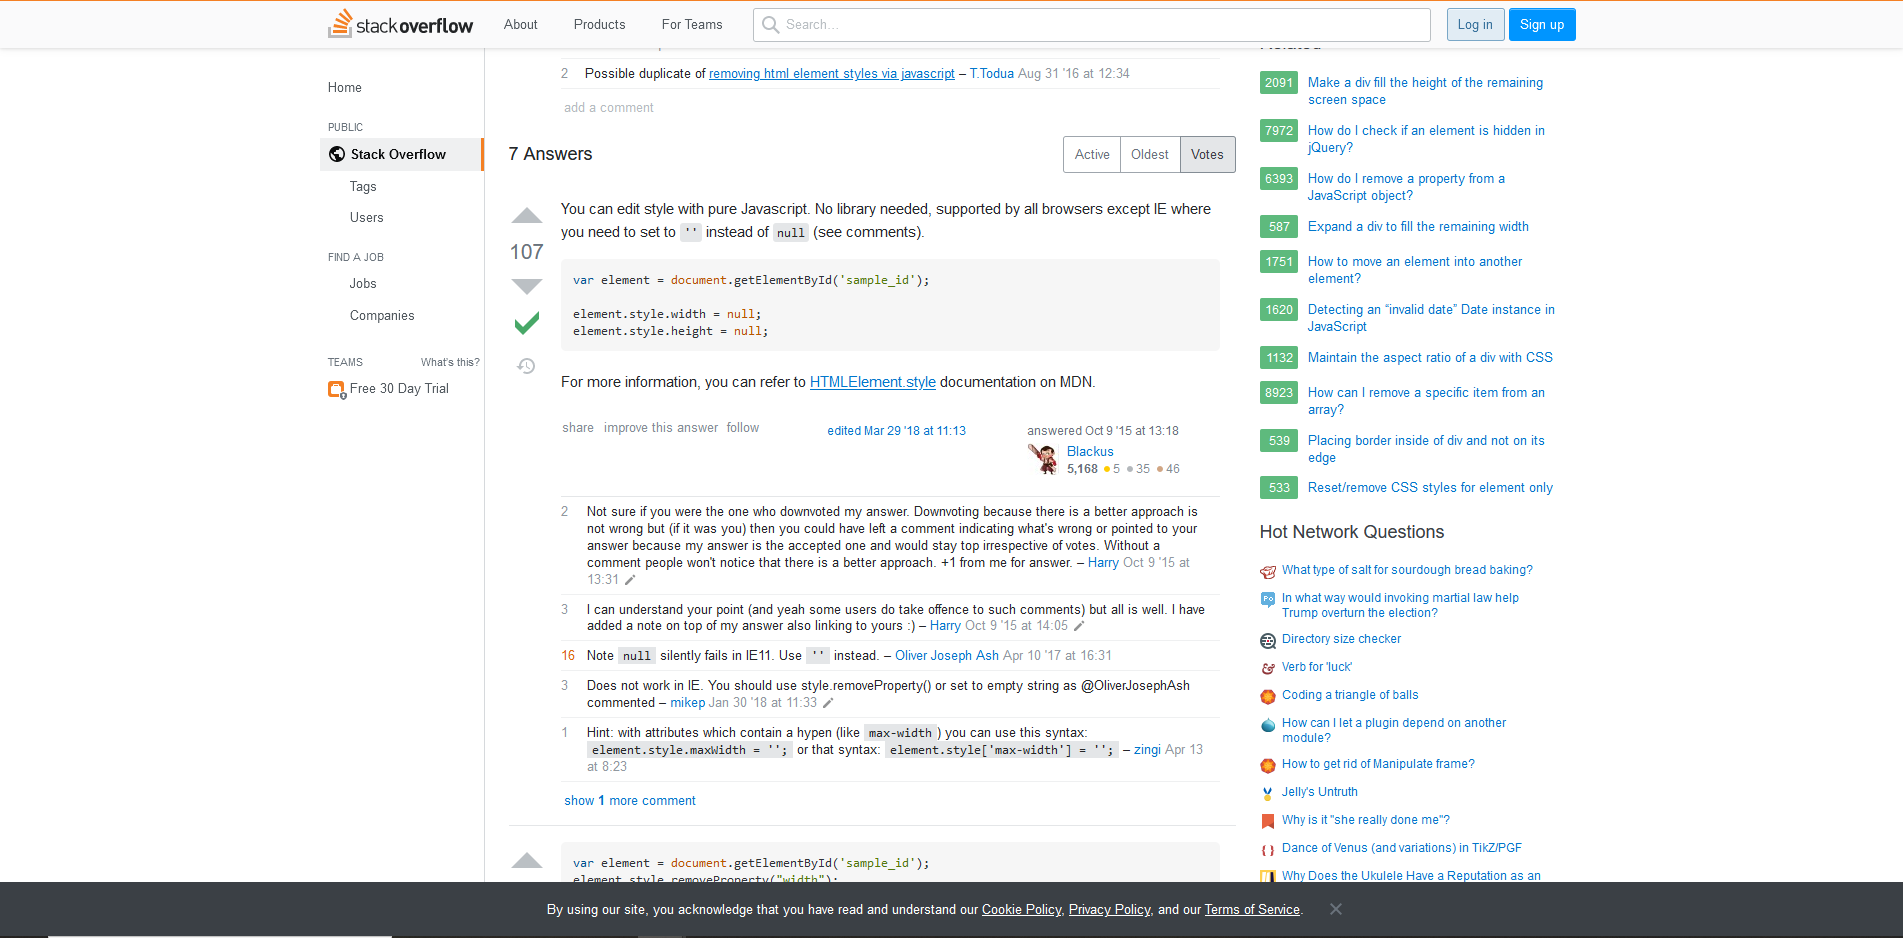 stack overflow
About
Products
For Teams
Search...
Log in
Sign up
Home
PUBLIC
Stack Overflow
Tags
Users
FIND A JOB
Jobs
Companies
TEAMS
What's this?
Free 30 Day Trial
2 Possible duplicate of removing html element styles via javascript – T.Todua Aug 31 '16 at 12:34
add a comment
7 Answers
Active
Oldest
Votes
107
You can edit style with pure Javascript. No library needed, supported by all browsers except IE where
you need to set to '' instead of null (see comments).
var element = document.getElementById('sample_id');
element.style.width = null;
element.style.height = null;
For more information, you can refer to HTMLElement.style documentation on MDN.
share improve this answer follow
edited Mar 29 '18 at 11:13
answered Oct 9 '15 at 13:18
Blackus
5,168 5 35 46
2 Not sure if you were the one who downvoted my answer. Downvoting because there is a better approach is
not wrong but (if it was you) then you could have left a comment indicating what's wrong or pointed to your
answer because my answer is the accepted one and would stay top irrespective of votes. Without a
comment people won't notice that there is a better approach. +1 from me for answer. – Harry Oct 9 '15 at
13:31
3 I can understand your point (and yeah some users do take offence to such comments) but all is well. I have
added a note on top of my answer also linking to yours :) – Harry Oct 9 '15 at 14:05
16 Note null silently fails in IE11. Use '' instead. – Oliver Joseph Ash Apr 10 '17 at 16:31
3 Does not work in IE. You should use style.removeProperty() or set to empty string as @OliverJosephAsh
commented – mikep Jan 30 '18 at 11:33
1 Hint: with attributes which contain a hypen (like max-width ) you can use this syntax:
element.style.maxWidth = ''; or that syntax: element.style['max-width'] = ''; – zingi Apr 13
at 8:23
show 1 more comment
var element = document.getElementById('sample_id');
element.style.removeProperty("width");
Related
2091 Make a div fill the height of the remaining
screen space
7972 How do I check if an element is hidden in
jQuery?
6393 How do I remove a property from a
JavaScript object?
587 Expand a div to fill the remaining width
1751 How to move an element into another
element?
1620 Detecting an “invalid date” Date instance in
JavaScript
1132 Maintain the aspect ratio of a div with CSS
8923 How can I remove a specific item from an
array?
539 Placing border inside of div and not on its
edge
533 Reset/remove CSS styles for element only
Hot Network Questions
What type of salt for sourdough bread baking?
Po In what way would invoking martial law help
Trump overturn the election?
Directory size checker
Verb for 'luck'
Coding a triangle of balls
How can I let a plugin depend on another
module?
How to get rid of Manipulate frame?
Jelly's Untruth
Why is it "she really done me"?
Dance of Venus (and variations) in TikZ/PGF
Why Does the Ukulele Have a Reputation as an
By using our site, you acknowledge that you have read and understand our Cookie Policy, Privacy Policy, and our Terms of Service.